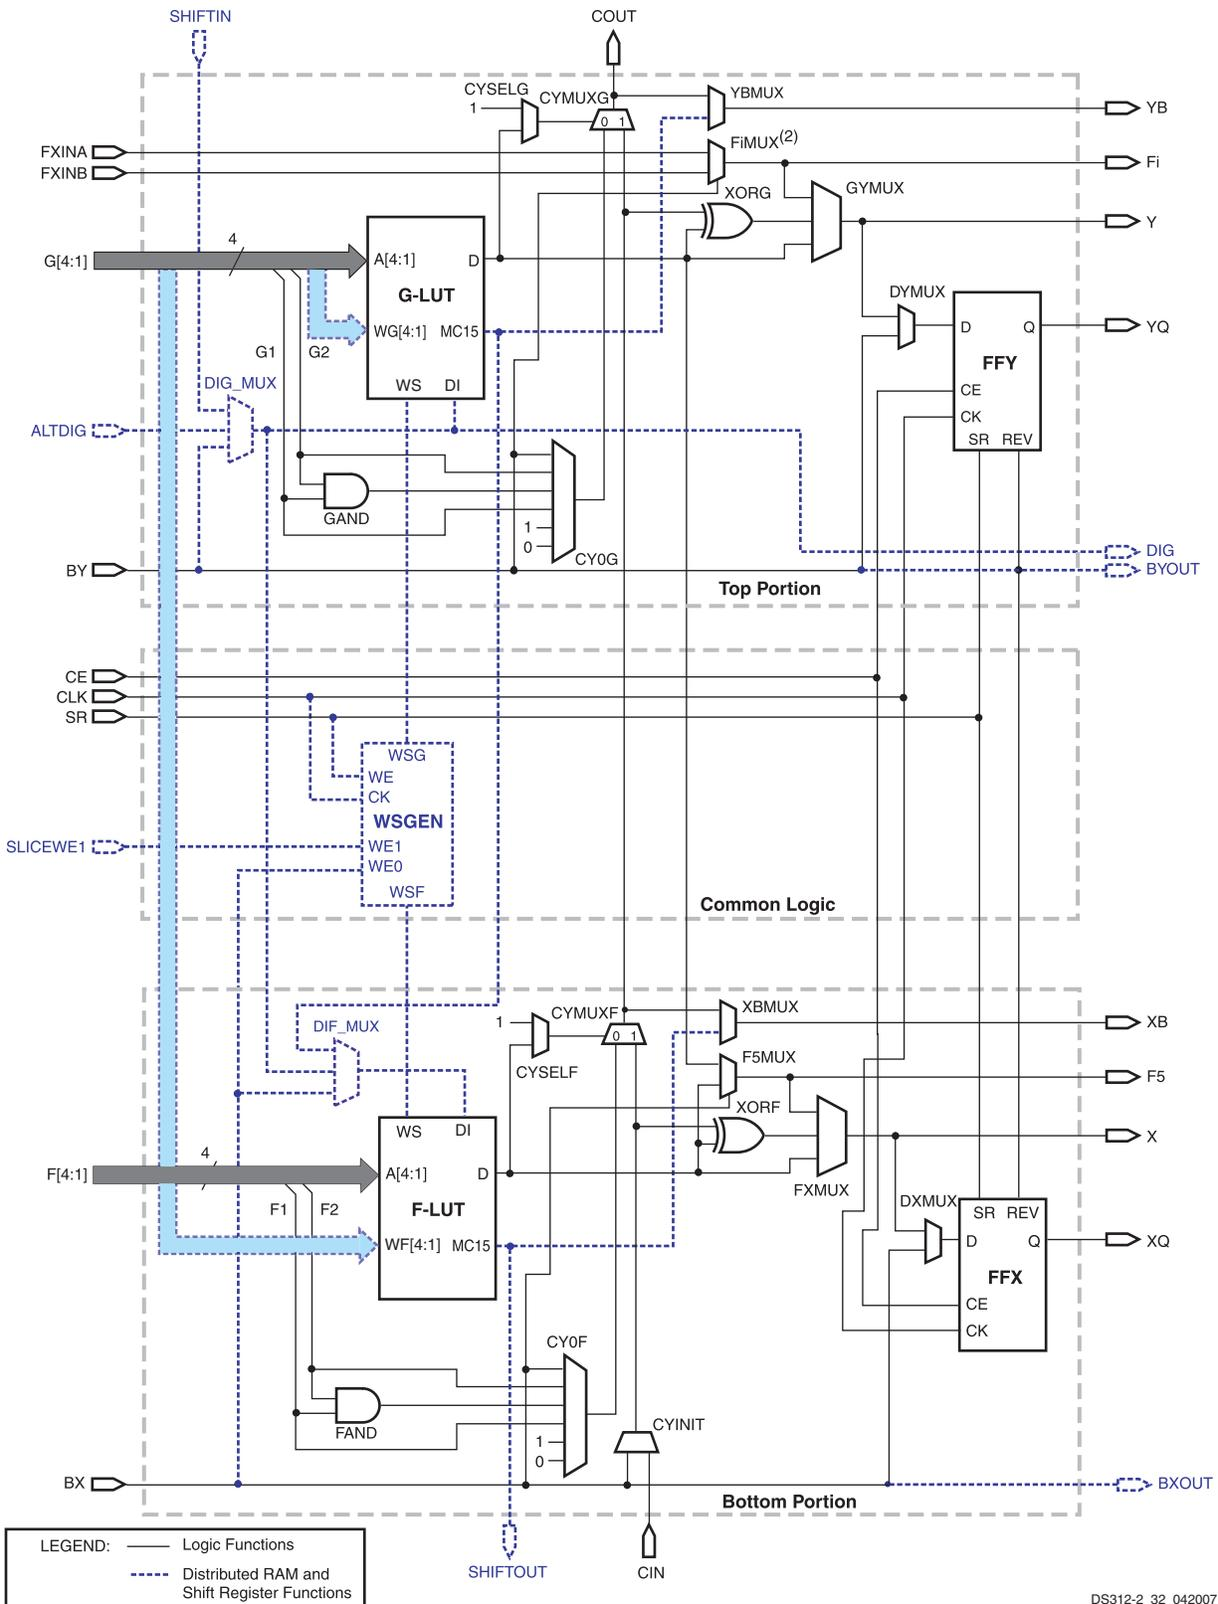 SHIFTIN
COUT
CYSELG
1
CYMUXG
0 1
YBMUX
YB
FXINA
FXINB
FiMUX(2)
Fi
XORG
GYMUX
Y
G[4:1]
4
A[4:1]
D
G-LUT
WG[4:1]
MC15
WS
DI
G1
G2
DYMUX
D
Q
YQ
FFY
CE
CK
SR
REV
DIG_MUX
ALTDIG
GAND
1
0
CY0G
DIG
BY
BYOUT
Top Portion
CE
CLK
SR
WSG
WE
CK
WSGEN
SLICEWE1
WE1
WE0
WSF
Common Logic
1
CYMUXF
0 1
XBMUX
XB
DIF_MUX
CYSELF
F5MUX
F5
XORF
X
WS
DI
F[4:1]
4
A[4:1]
D
FXMUX
F-LUT
F1
F2
WF[4:1]
MC15
DXMUX
SR
REV
D
Q
XQ
FFX
CE
CK
CY0F
FAND
1
0
CYINIT
BX
BXOUT
Bottom Portion
LEGEND:
Logic Functions
Distributed RAM and
Shift Register Functions
SHIFTOUT
CIN
DS312-2_32_042007